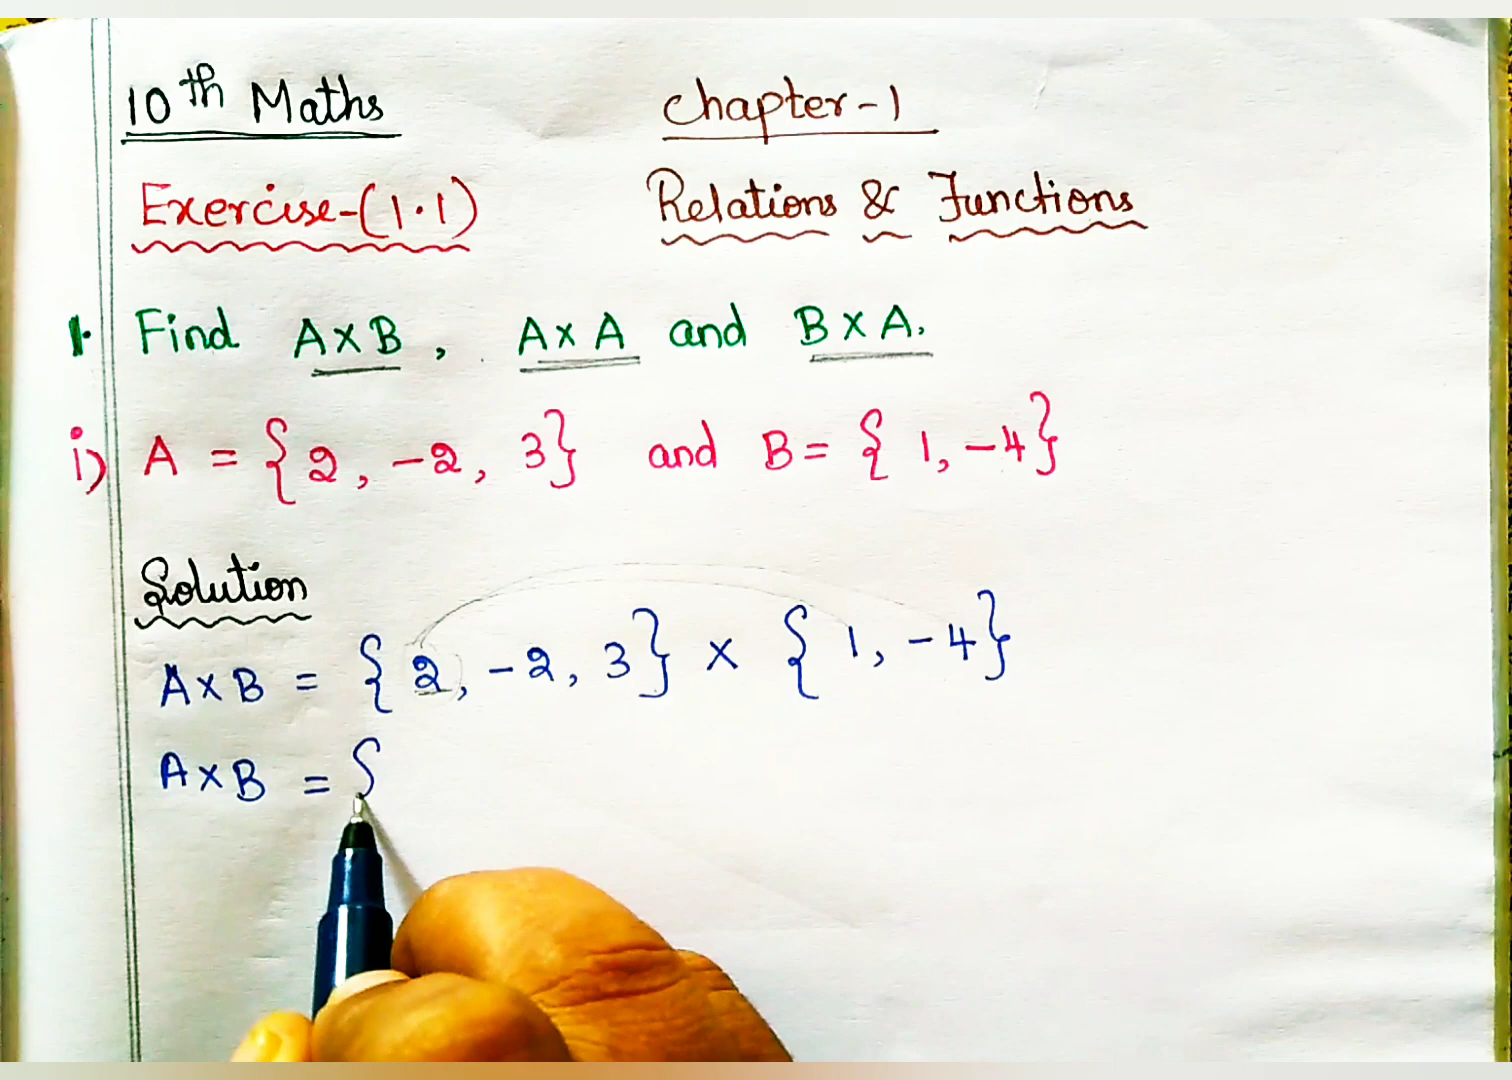 10th Maths Chapter-1
Exercise-(1.1) Relations & Functions
1. Find A×B, A×A and B×A.
i) A = {2, -2, 3} and B = {1, -4}
Solution
A×B = {2, -2, 3} × {1, -4}
A×B = {